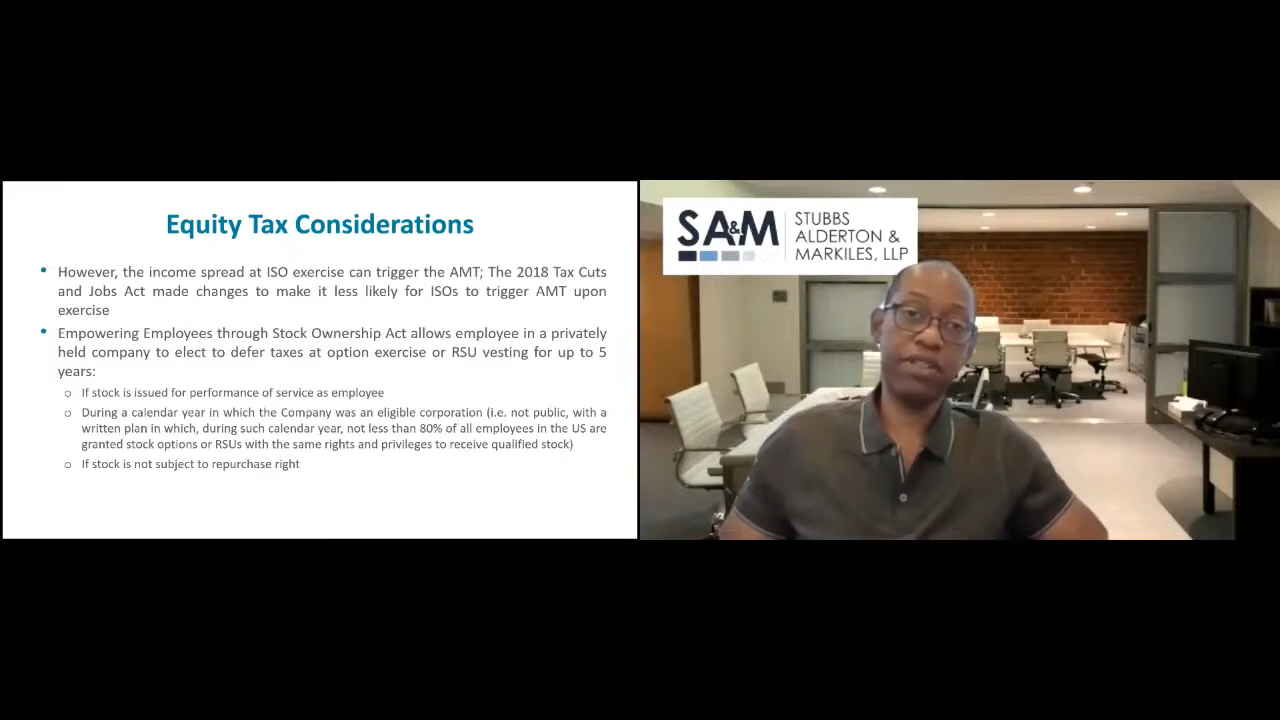 Equity Tax Considerations
• However, the income spread at ISO exercise can trigger the AMT; The 2018 Tax Cuts
and Jobs Act made changes to make it less likely for ISOs to trigger AMT upon
exercise
• Empowering Employees through Stock Ownership Act allows employee in a privately
held company to elect to defer taxes at option exercise or RSU vesting for up to 5
years:
o If stock is issued for performance of service as employee
o During a calendar year in which the Company was an eligible corporation (i.e. not public, with a
written plan in which, during such calendar year, not less than 80% of all employees in the US are
granted stock options or RSUs with the same rights and privileges to receive qualified stock)
o If stock is not subject to repurchase right
SA&M
STUBBS
ALDERTON &
MARKILES, LLP